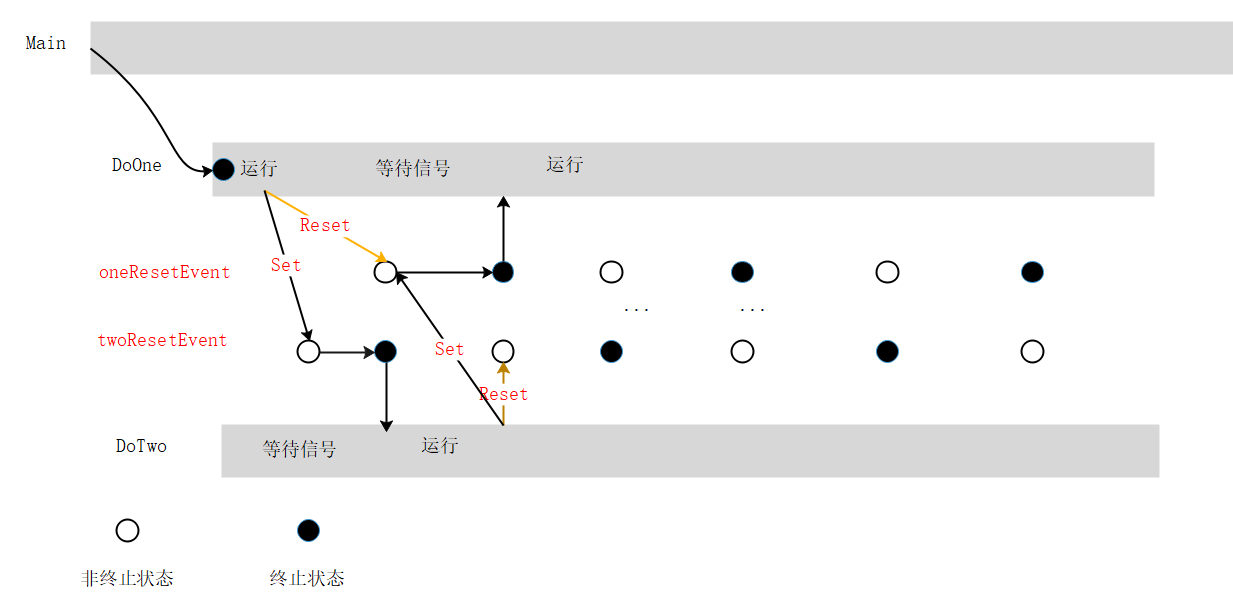 Main
DoOne
运行
等待信号
运行
Reset
Set
oneResetEvent
...
...
twoResetEvent
Set
Reset
DoTwo
等待信号
运行
非终止状态
终止状态